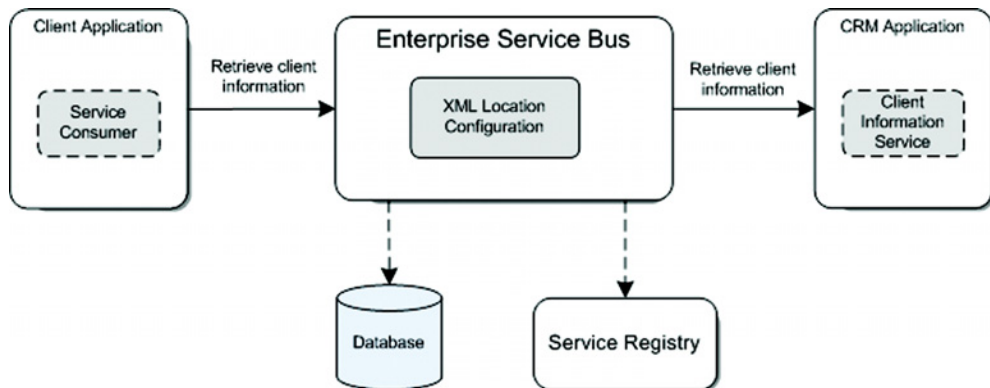 Client Application
Service
Consumer
Retrieve client
information
Enterprise Service Bus
XML Location
Configuration
Retrieve client
information
CRM Application
Client
Information
Service
Database
Service Registry